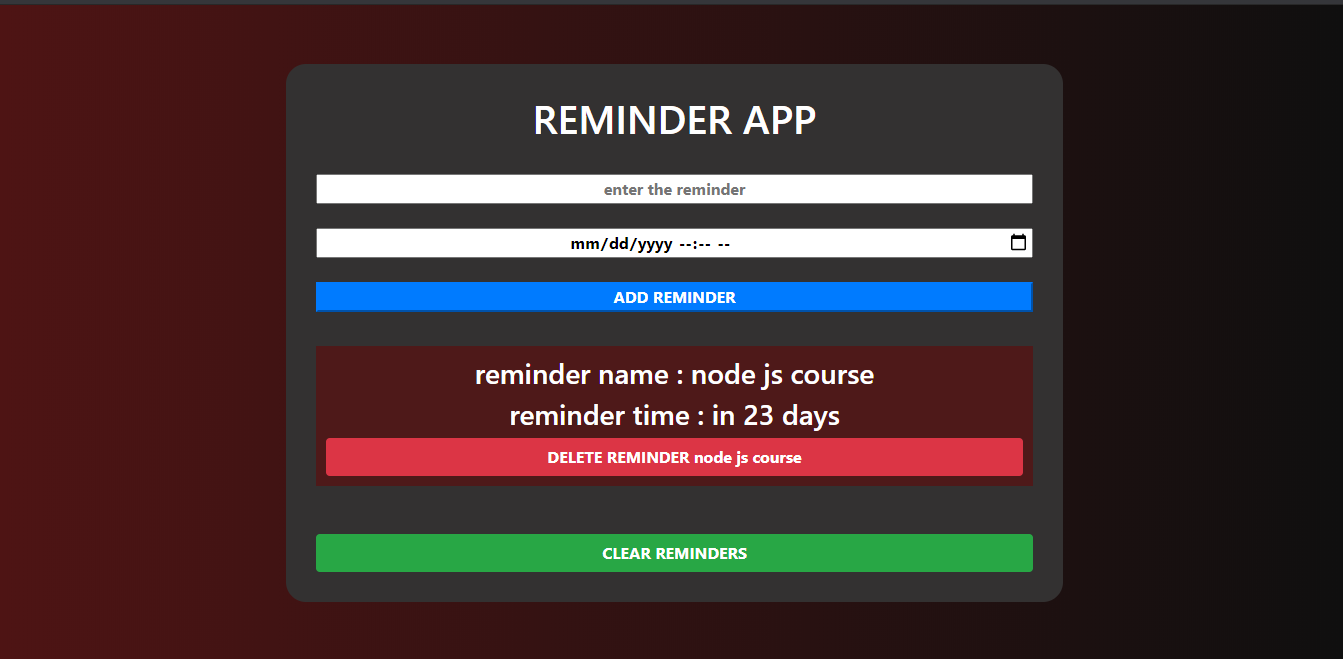 REMINDER APP
enter the reminder
mm/dd/yyyy --:-- --
ADD REMINDER
reminder name : node js course
reminder time : in 23 days
DELETE REMINDER node js course
CLEAR REMINDERS